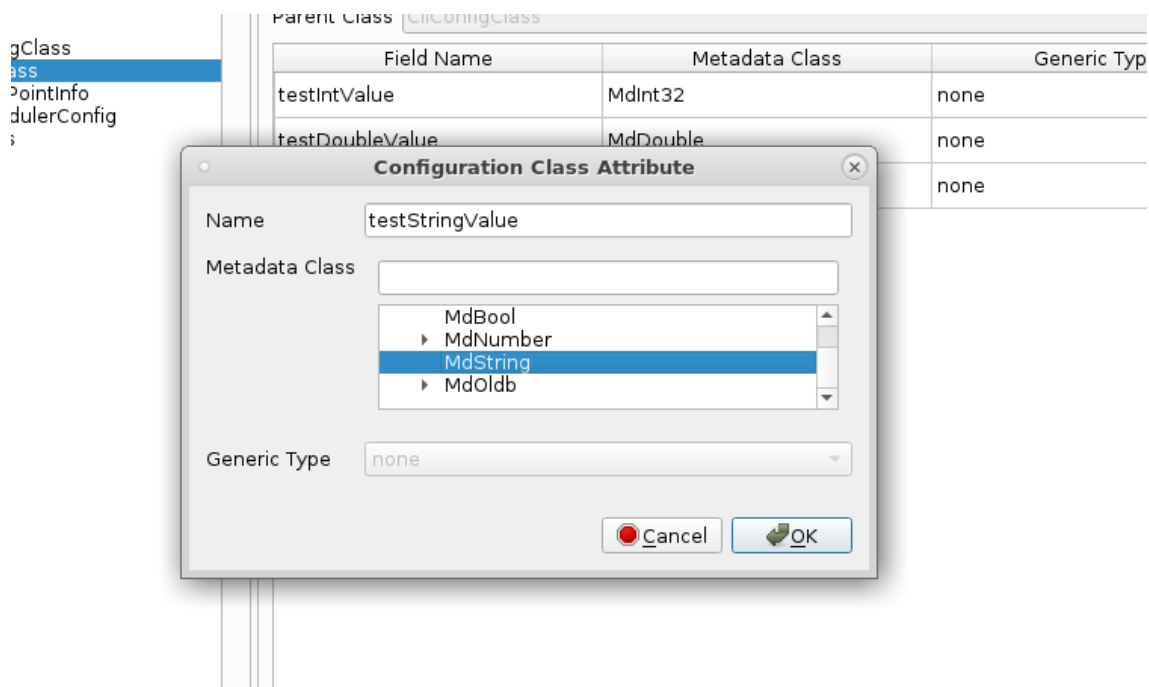 Parent Class CiiConfigClass
gClass
ass
PointInfo
dulerConfig
s
Field Name Metadata Class Generic Typ
testIntValue MdInt32 none
testDoubleValue MdDouble none
none
Configuration Class Attribute
Name testStringValue
Metadata Class
MdBool
MdNumber
MdString
MdOldb
Generic Type none
Cancel OK